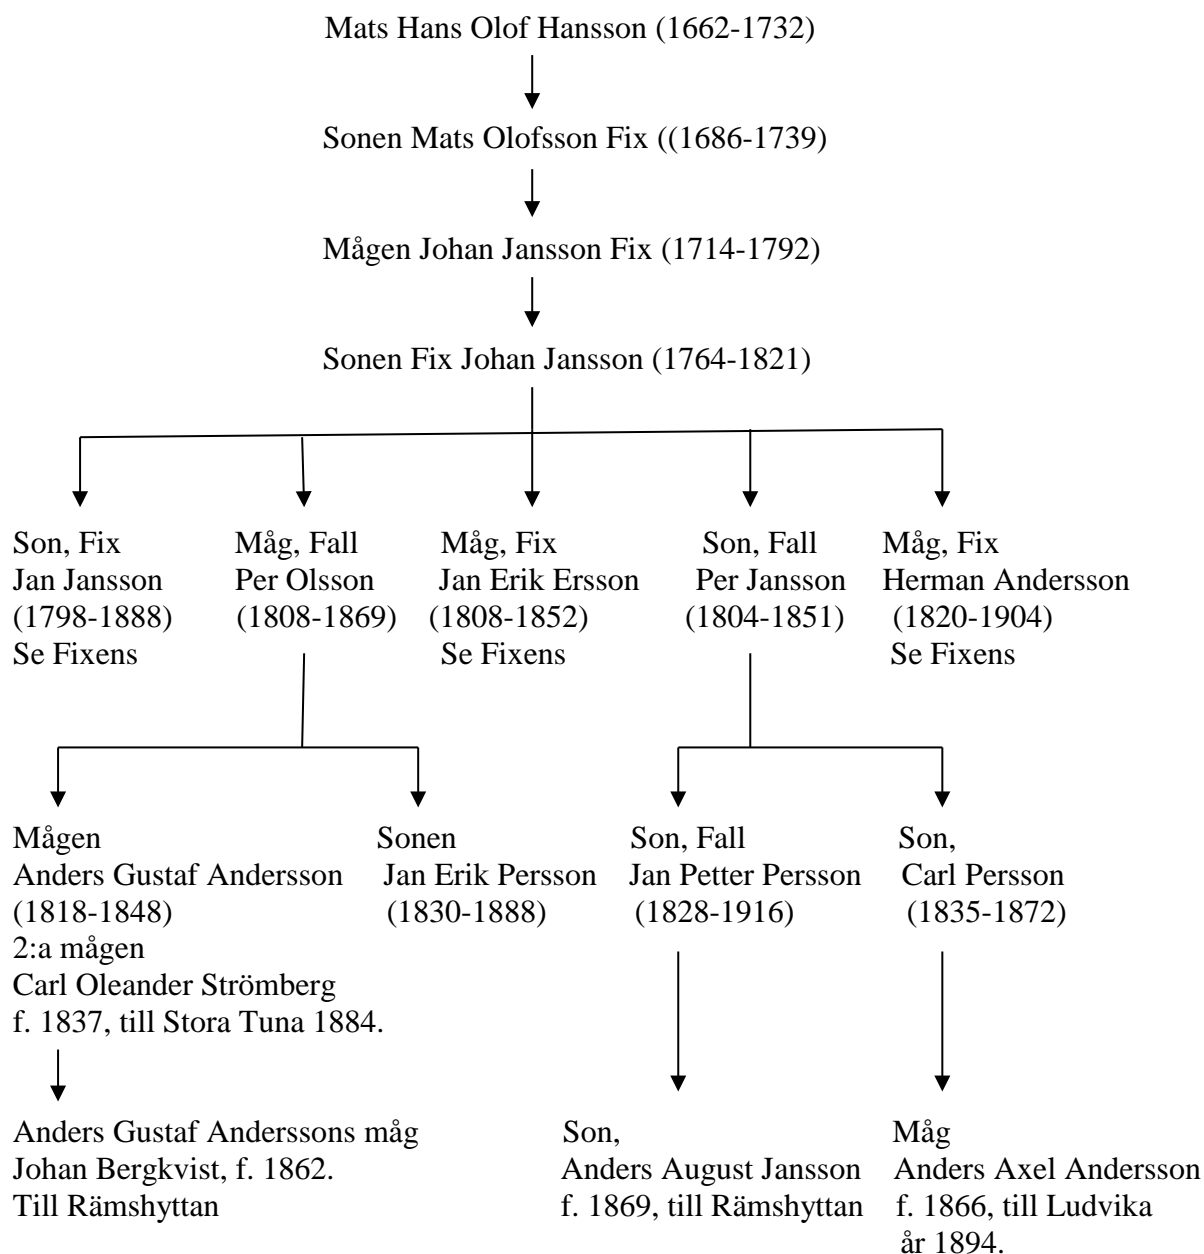 Mats Hans Olof Hansson (1662-1732)
Sonen Mats Olofsson Fix ((1686-1739)
Mågen Johan Jansson Fix (1714-1792)
Sonen Fix Johan Jansson (1764-1821)
Son, Fix
Jan Jansson
(1798-1888)
Se Fixens
Måg, Fall
Per Olsson
(1808-1869)
Måg, Fix
Jan Erik Ersson
(1808-1852)
Se Fixens
Son, Fall
Per Jansson
(1804-1851)
Måg, Fix
Herman Andersson
(1820-1904)
Se Fixens
Mågen
Anders Gustaf Andersson
(1818-1848)
2:a mågen
Carl Oleander Strömberg
f. 1837, till Stora Tuna 1884.
Sonen
Jan Erik Persson
(1830-1888)
Son, Fall
Jan Petter Persson
(1828-1916)
Son,
Carl Persson
(1835-1872)
Anders Gustaf Anderssons måg
Johan Bergkvist, f. 1862.
Till Rämshyttan
Son,
Anders August Jansson
f. 1869, till Rämshyttan
Måg
Anders Axel Andersson
f. 1866, till Ludvika
år 1894.